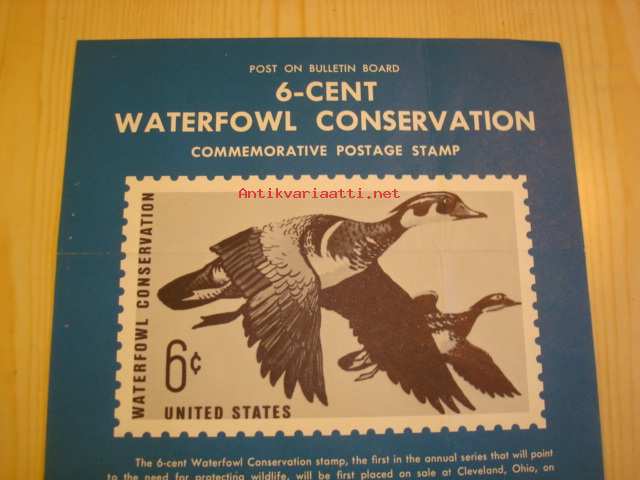 POST ON BULLETIN BOARD
6-CENT
WATERFOWL CONSERVATION
COMMEMORATIVE POSTAGE STAMP
Antikvariaatti.net
WATERFOWL CONSERVATION
6¢
UNITED STATES
The 6-cent Waterfowl Conservation stamp, the first in the annual series that will point
to the need for protecting wildlife, will be first placed on sale at Cleveland, Ohio, on